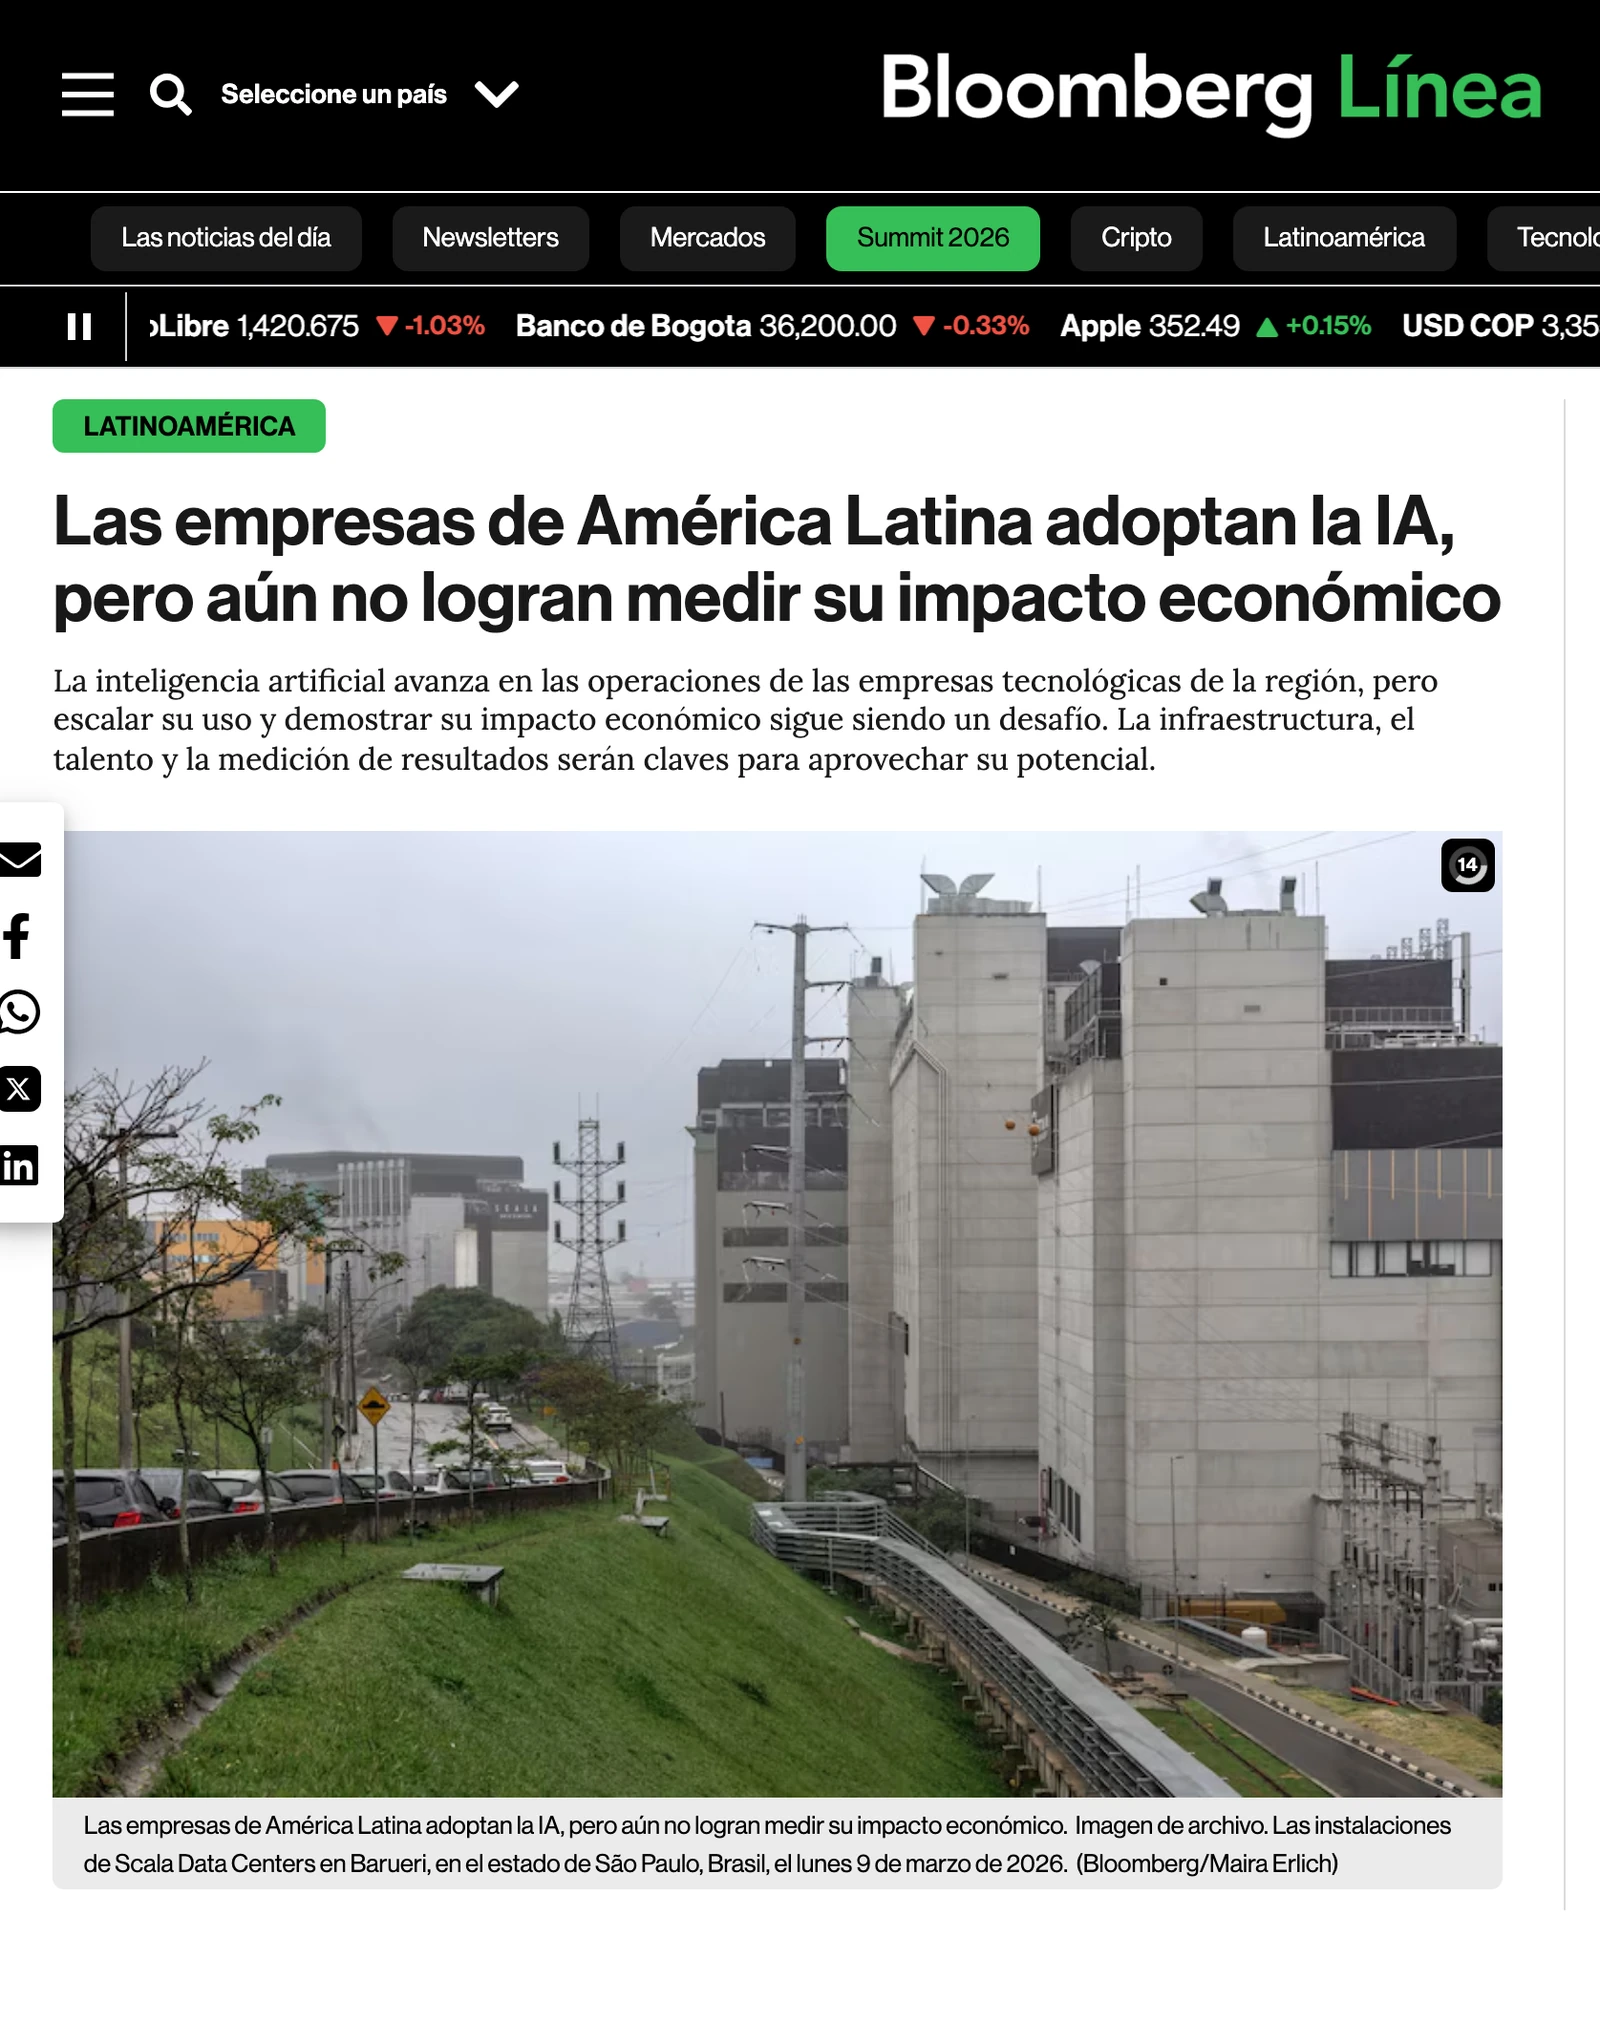 Seleccione un país
Bloomberg Línea
Las noticias del día
Newsletters
Mercados
Summit 2026
Cripto
Latinoamérica
Tecnolo
oLibre 1,420.675 -1.03% Banco de Bogota 36,200.00 -0.33% Apple 352.49 +0.15% USD COP 3,35
LATINOAMÉRICA
Las empresas de América Latina adoptan la IA,
pero aún no logran medir su impacto económico
La inteligencia artificial avanza en las operaciones de las empresas tecnológicas de la región, pero
escalar su uso y demostrar su impacto económico sigue siendo un desafío. La infraestructura, el
talento y la medición de resultados serán claves para aprovechar su potencial.
14
SCALA
Las empresas de América Latina adoptan la IA, pero aún no logran medir su impacto económico. Imagen de archivo. Las instalaciones
de Scala Data Centers en Barueri, en el estado de São Paulo, Brasil, el lunes 9 de marzo de 2026. (Bloomberg/Maira Erlich)